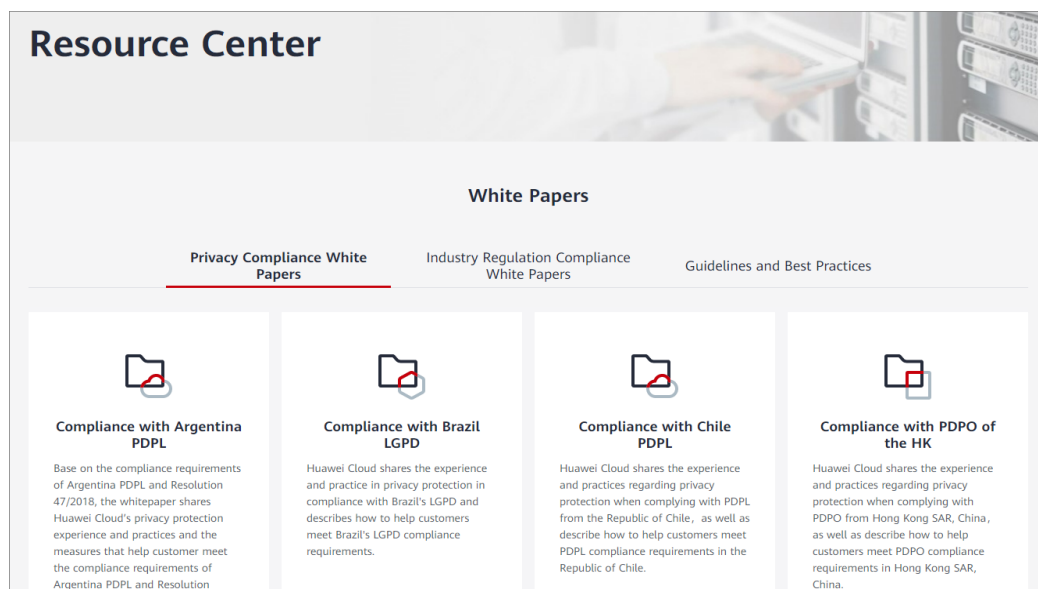 Resource Center
White Papers
Privacy Compliance White
Papers
Industry Regulation Compliance
White Papers
Guidelines and Best Practices
Compliance with Argentina
PDPL
Base on the compliance requirements
of Argentina PDPL and Resolution
47/2018, the whitepaper shares
Huawei Cloud's privacy protection
experience and practices and the
measures that help customer meet
the compliance requirements of
Argentina PDPL and Resolution
Compliance with Brazil
LGPD
Huawei Cloud shares the experience
and practice in privacy protection in
compliance with Brazil's LGPD and
describes how to help customers
meet Brazil's LGPD compliance
requirements.
Compliance with Chile
PDPL
Huawei Cloud shares the experience
and practices regarding privacy
protection when complying with PDPL
from the Republic of Chile，as well as
describe how to help customers meet
PDPL compliance requirements in the
Republic of Chile.
Compliance with PDPO of
the HK
Huawei Cloud shares the experience
and practices regarding privacy
protection when complying with
PDPO from Hong Kong SAR, China，
as well as describe how to help
customers meet PDPO compliance
requirements in Hong Kong SAR,
China.